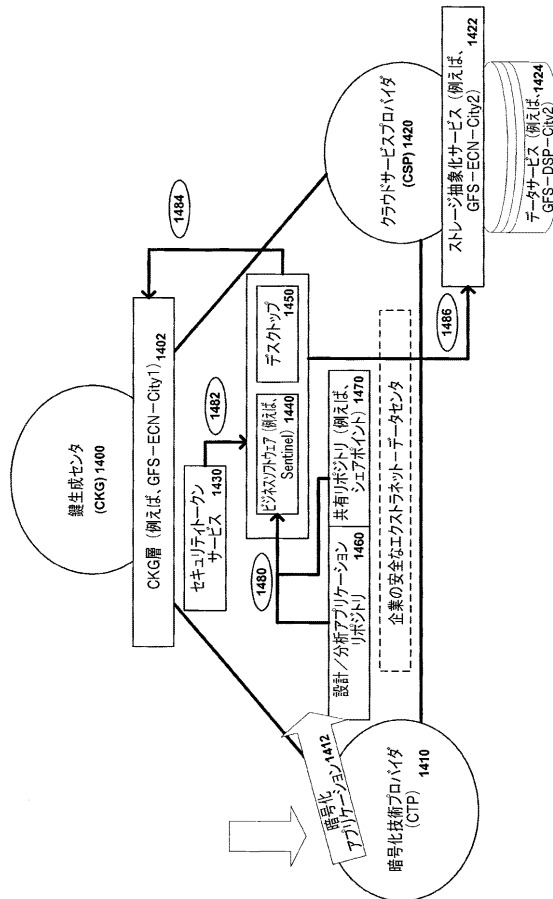 鍵生成センタ
(CKG) 1400
CKG層 (例えば、GFS-ECN-City1)
1402
セキュリティトークン
サービス 1430
1482
1484
ビジネスソフトウェア (例えば、
Sentinel) 1440
デスクトップ
1450
1480
設計/分析アプリケーション
リポジトリ 1460
共有リポジトリ (例えば、
シェアポイント) 1470
1486
企業の安全なエクストラネット-データセンタ
暗号化
アプリケーション 1412
暗号化技術プロバイダ
(CTP)
1410
クラウドサービスプロバイダ
(CSP) 1420
ストレージ抽象化サービス (例えば、
GFS-ECN-City2)
1422
データサービス (例えば、1424
GFS-DSP-City2)